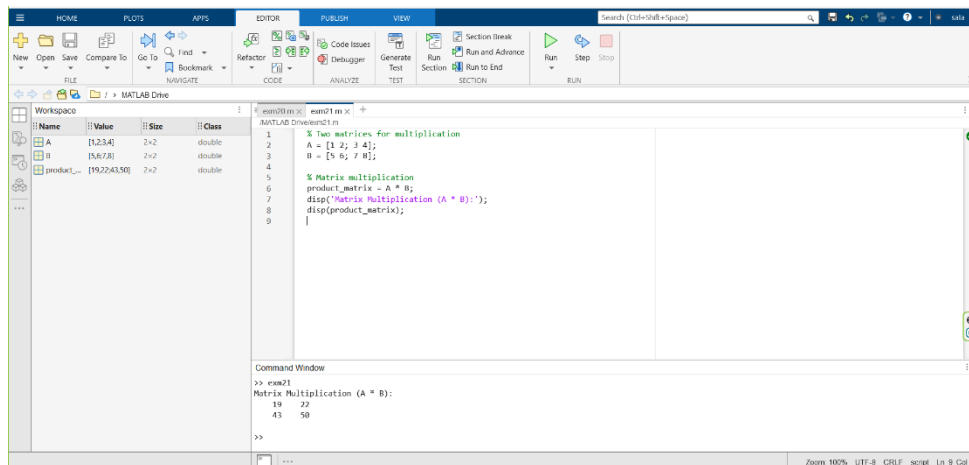 HOME PLOTS APPS EDITOR PUBLISH VIEW Search (Ctrl+Shift+Space) sala
New Open Save Compare To Go To Find Bookmark Refactor Code Issues Debugger Generate Test Run Section Section Break Run and Advance Run to End Run Step Stop
FILE NAVIGATE CODE ANALYZE TEST SECTION RUN
/ > MATLAB Drive
Workspace
Name Value Size Class
A [1,2;3,4] 2×2 double
B [5,6;7,8] 2×2 double
product_... [19,22;43,50] 2×2 double
exm20.m × exm21.m × +
/MATLAB Drive/exm21.m
1 % Two matrices for multiplication
2 A = [1 2; 3 4];
3 B = [5 6; 7 8];
4
5 % Matrix multiplication
6 product_matrix = A * B;
7 disp('Matrix Multiplication (A * B):');
8 disp(product_matrix);
9
Command Window
>> exm21
Matrix Multiplication (A * B):
19 22
43 50
>>
Zoom: 100% UTF-8 CRLF script Ln 9 Col